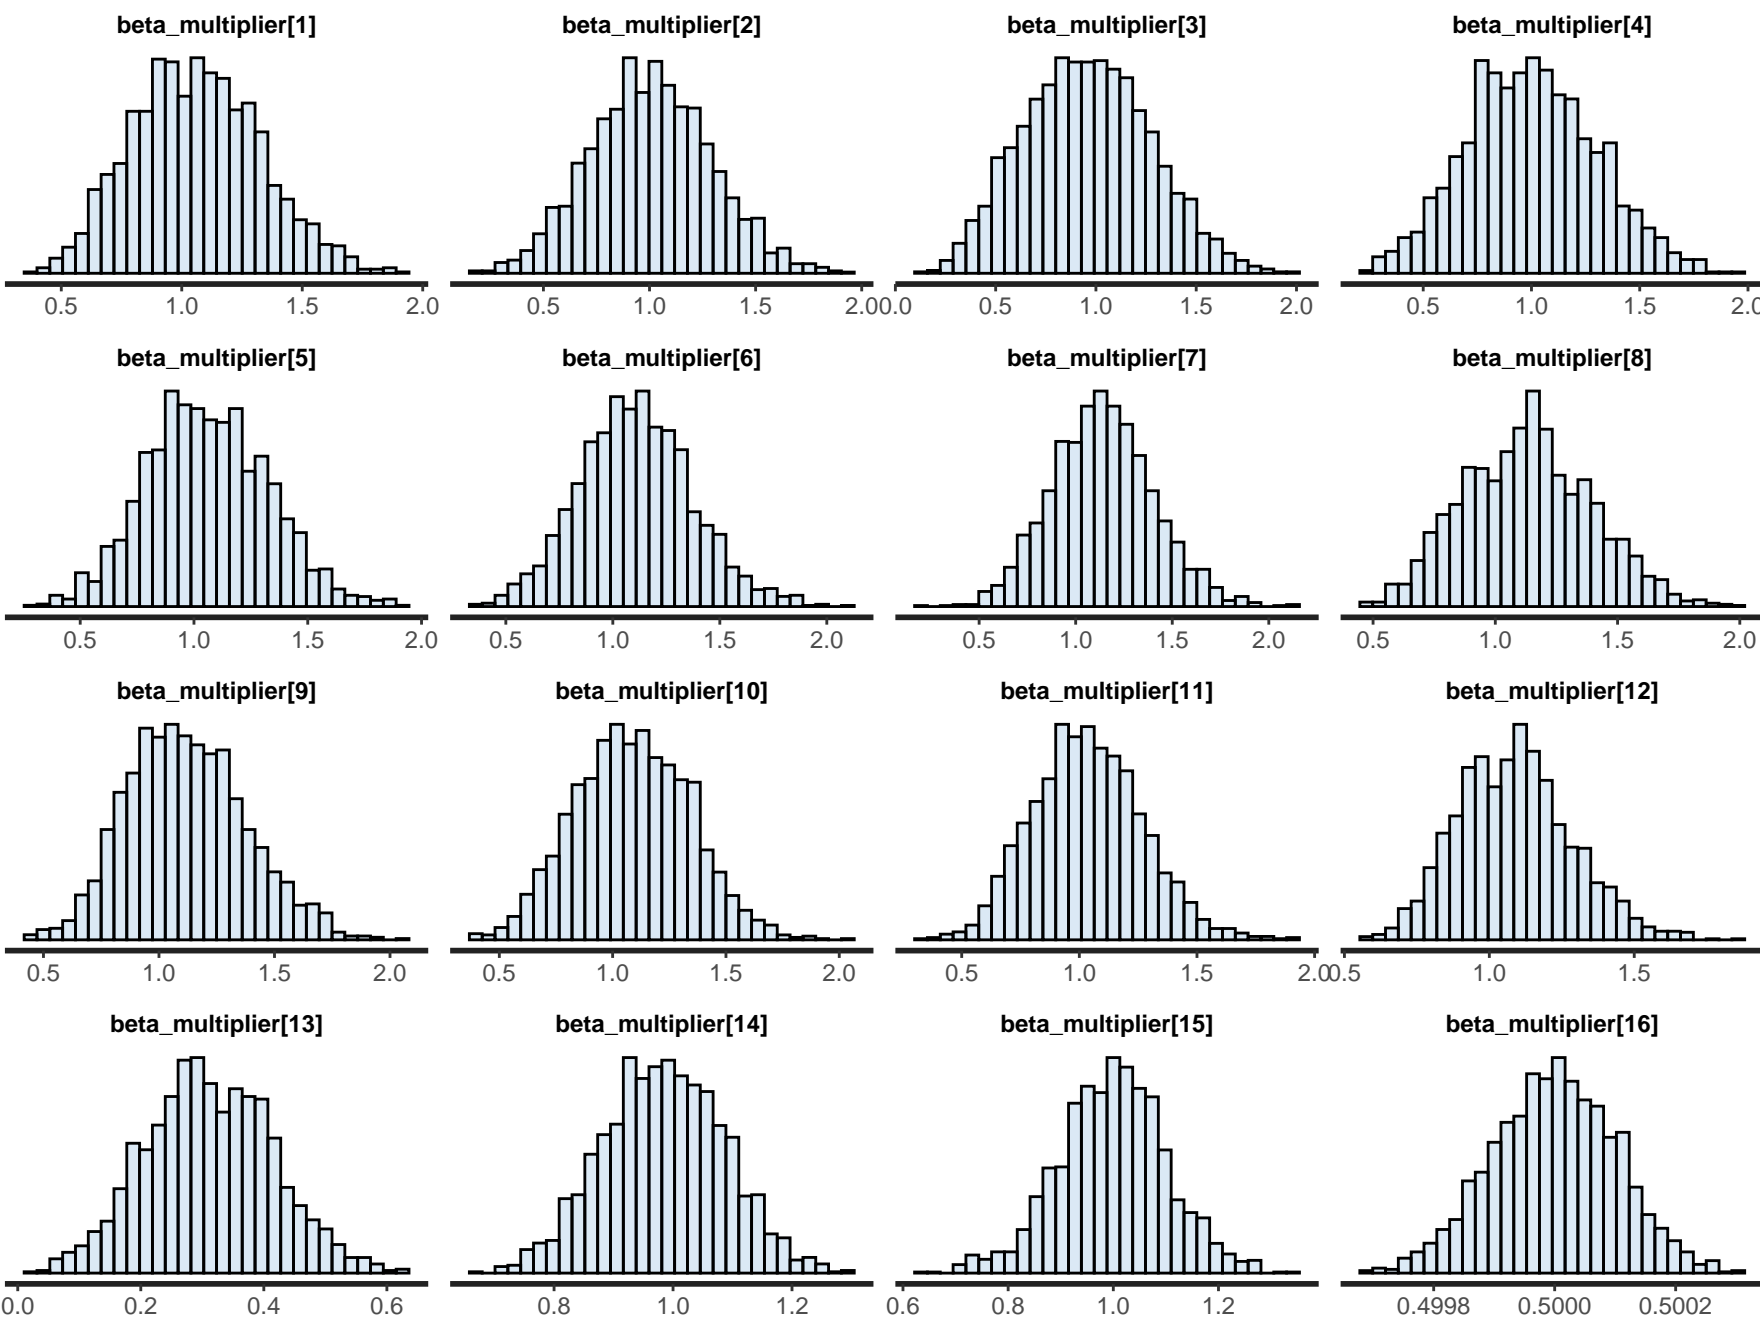 beta_multiplier[1] beta_multiplier[2] beta_multiplier[3] beta_multiplier[4]
0.5 1.0 1.5 2.0 0.5 1.0 1.5 2.0 0.0 0.5 1.0 1.5 2.0 0.5 1.0 1.5 2.0
beta_multiplier[5] beta_multiplier[6] beta_multiplier[7] beta_multiplier[8]
0.5 1.0 1.5 2.0 0.5 1.0 1.5 2.0 0.5 1.0 1.5 2.0 0.5 1.0 1.5 2.0
beta_multiplier[9] beta_multiplier[10] beta_multiplier[11] beta_multiplier[12]
0.5 1.0 1.5 2.0 0.5 1.0 1.5 2.0 0.5 1.0 1.5 2.0 0.5 1.0 1.5
beta_multiplier[13] beta_multiplier[14] beta_multiplier[15] beta_multiplier[16]
0.0 0.2 0.4 0.6 0.8 1.0 1.2 0.6 0.8 1.0 1.2 0.4998 0.5000 0.5002